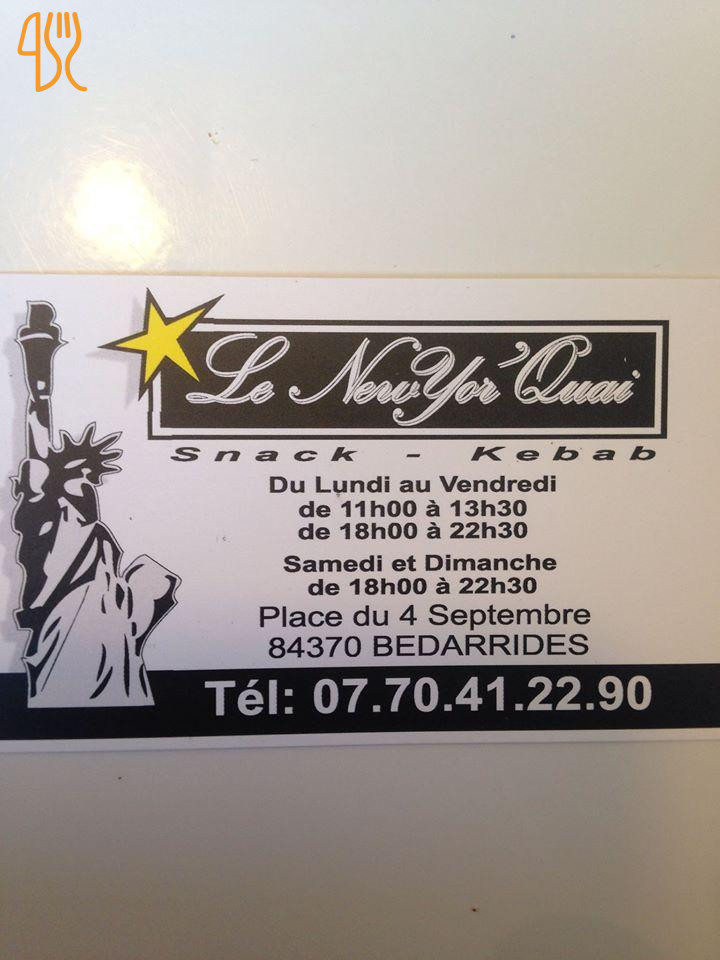 Le NewYor'Quai
Snack - Kebab
Du Lundi au Vendredi
de 11h00 à 13h30
de 18h00 à 22h30
Samedi et Dimanche
de 18h00 à 22h30
Place du 4 Septembre
84370 BEDARRIDES
Tél: 07.70.41.22.90